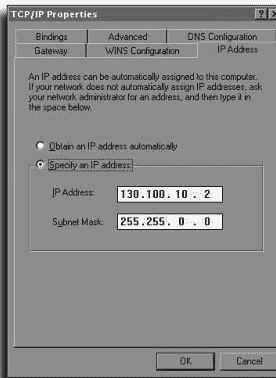 TCP/IP Properties
Bindings Advanced DNS Configuration
Gateway WINS Configuration IP Address
An IP address can be automatically assigned to this computer.
If your network does not automatically assign IP addresses, ask
your network administrator for an address, and then type it in
the space below.
Obtain an IP address automatically
Specify an IP address:
IP Address: 130.100.10.2
Subnet Mask: 255.255.0.0
OK Cancel